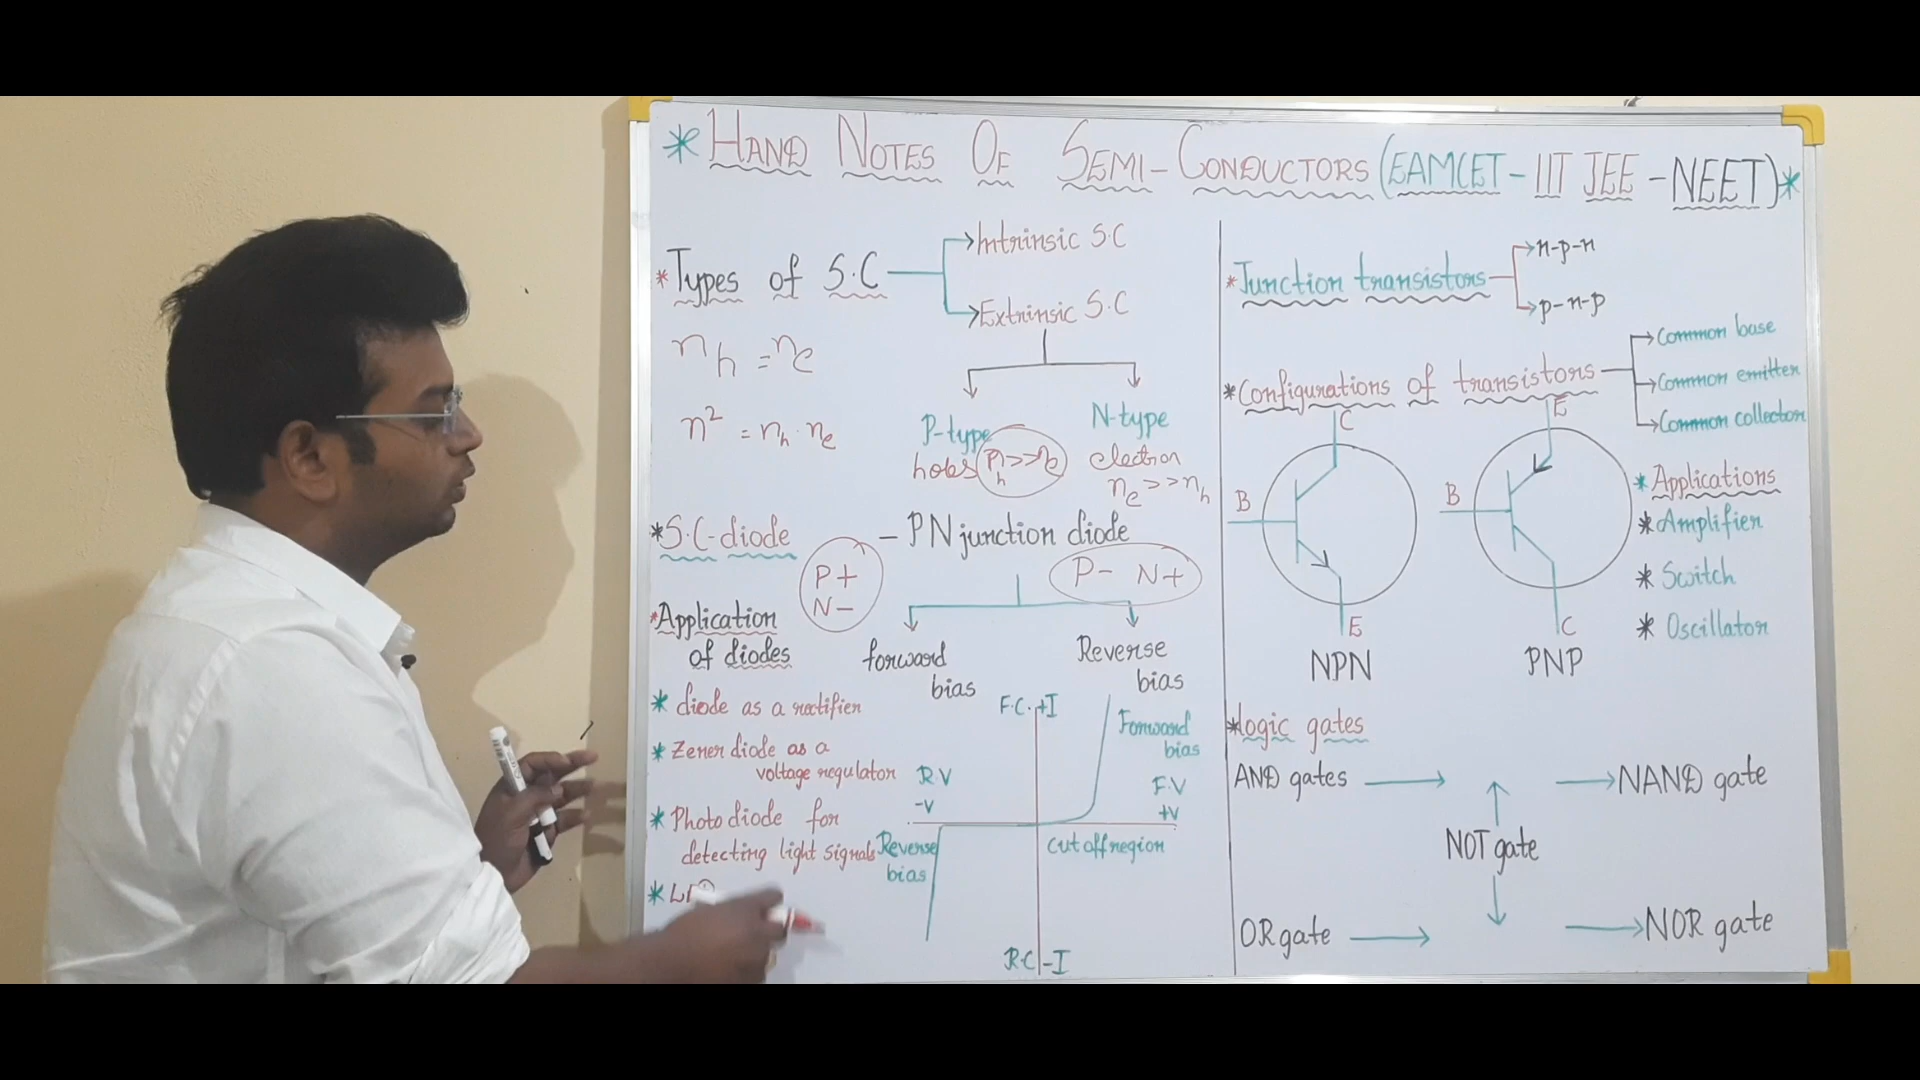 * HAND NOTES OF SEMI-CONDUCTORS (EAMCET - IIT JEE - NEET) *
* Types of S.C
Intrinsic S.C
Extrinsic S.C
nh = ne
n² = nh . ne
P-type
holes nh >> ne
N-type
electron
ne >> nh
* S.C-diode
- PN junction diode
P+
N-
P- N+
forward
bias
Reverse
bias
* Application
of diodes
* diode as a rectifier
* Zener diode as a
voltage regulator
* Photo diode for
detecting light signals
*
F.C. +I
Forward
bias
R.V
-V
F.V
+V
Reverse
bias
Cut off region
R.C -I
* Junction transistors
n-p-n
p-n-p
* Configurations of transistors
Common base
Common emitter
Common collector
C
B
E
NPN
E
B
C
PNP
* Applications
* Amplifier
* Switch
* Oscillator
* logic gates
AND gates
NAND gate
NOT gate
OR gate
NOR gate